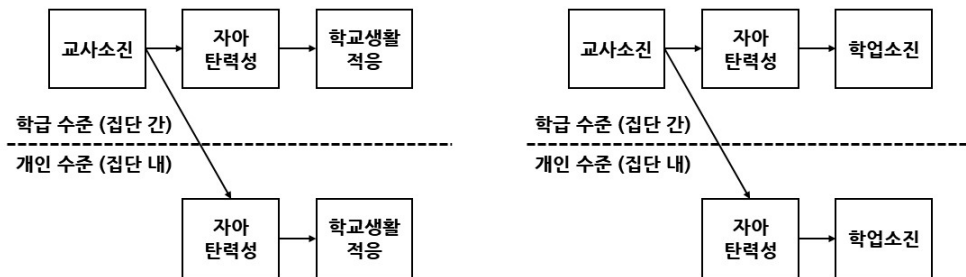 교사소진
자아
탄력성
학교생활
적응
학급 수준 (집단 간)
개인 수준 (집단 내)
자아
탄력성
학교생활
적응
교사소진
자아
탄력성
학업소진
학급 수준 (집단 간)
개인 수준 (집단 내)
자아
탄력성
학업소진